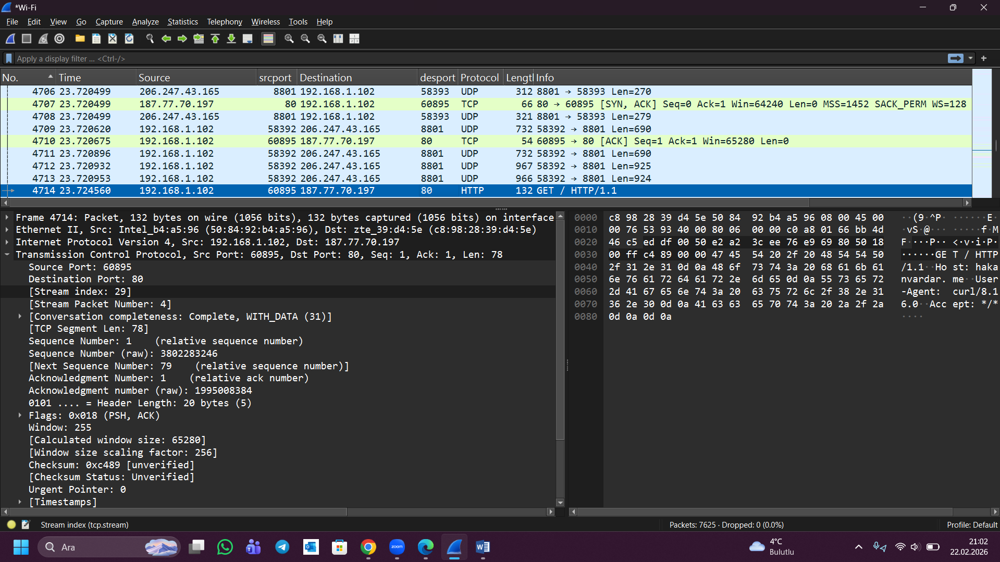 *Wi-Fi
File Edit View Go Capture Analyze Statistics Telephony Wireless Tools Help
Apply a display filter ... <Ctrl-/>
No. Time Source srcport Destination desport Protocol Lengtl Info
4706 23.720499 206.247.43.165 8801 192.168.1.102 58393 UDP 312 8801 → 58393 Len=270
4707 23.720499 187.77.70.197 80 192.168.1.102 60895 TCP 66 80 → 60895 [SYN, ACK] Seq=0 Ack=1 Win=64240 Len=0 MSS=1452 SACK_PERM WS=128
4708 23.720499 206.247.43.165 8801 192.168.1.102 58393 UDP 321 8801 → 58393 Len=279
4709 23.720620 192.168.1.102 58392 206.247.43.165 8801 UDP 732 58392 → 8801 Len=690
4710 23.720675 192.168.1.102 60895 187.77.70.197 80 TCP 54 60895 → 80 [ACK] Seq=1 Ack=1 Win=65280 Len=0
4711 23.720896 192.168.1.102 58392 206.247.43.165 8801 UDP 732 58392 → 8801 Len=690
4712 23.720932 192.168.1.102 58392 206.247.43.165 8801 UDP 967 58392 → 8801 Len=925
4713 23.720953 192.168.1.102 58392 206.247.43.165 8801 UDP 966 58392 → 8801 Len=924
4714 23.724560 192.168.1.102 60895 187.77.70.197 80 HTTP 132 GET / HTTP/1.1
Frame 4714: Packet, 132 bytes on wire (1056 bits), 132 bytes captured (1056 bits) on interface
Ethernet II, Src: Intel_b4:a5:96 (50:84:92:b4:a5:96), Dst: zte_39:d4:5e (c8:98:28:39:d4:5e)
Internet Protocol Version 4, Src: 192.168.1.102, Dst: 187.77.70.197
Transmission Control Protocol, Src Port: 60895, Dst Port: 80, Seq: 1, Ack: 1, Len: 78
Source Port: 60895
Destination Port: 80
[Stream index: 29]
[Stream Packet Number: 4]
[Conversation completeness: Complete, WITH_DATA (31)]
[TCP Segment Len: 78]
Sequence Number: 1 (relative sequence number)
Sequence Number (raw): 3802283246
[Next Sequence Number: 79 (relative sequence number)]
Acknowledgment Number: 1 (relative ack number)
Acknowledgment number (raw): 1995008384
0101 .... = Header Length: 20 bytes (5)
Flags: 0x018 (PSH, ACK)
Window: 255
[Calculated window size: 65280]
[Window size scaling factor: 256]
Checksum: 0xc489 [unverified]
[Checksum Status: Unverified]
Urgent Pointer: 0
[Timestamps]
0000 c8 98 28 39 d4 5e 50 84 92 b4 a5 96 08 00 45 00 ··(9·^P· ······E·
0010 00 76 53 93 40 00 80 06 00 00 c0 a8 01 66 bb 4d ·vS·@··· ·····f·M
0020 46 c5 ed df 00 50 e2 a2 3c ee 76 e9 69 80 50 18 F····P·· <·v·i·P·
0030 00 ff c4 89 00 00 47 45 54 20 2f 20 48 54 54 50 ······GE T / HTTP
0040 2f 31 2e 31 0d 0a 48 6f 73 74 3a 20 68 61 6b 61 /1.1··Ho st: haka
0050 6e 76 61 72 64 61 72 2e 6d 65 0d 0a 55 73 65 72 nvardar. me··User
0060 2d 41 67 65 6e 74 3a 20 63 75 72 6c 2f 38 2e 31 -Agent: curl/8.1
0070 36 2e 30 0d 0a 41 63 63 65 70 74 3a 20 2a 2f 2a 6.0··Acc ept: */*
0080 0d 0a 0d 0a ····
Stream index (tcp.stream) Packets: 7625 · Dropped: 0 (0.0%) Profile: Default
Ara
zoom
4°C
Bulutlu
21:02
22.02.2026